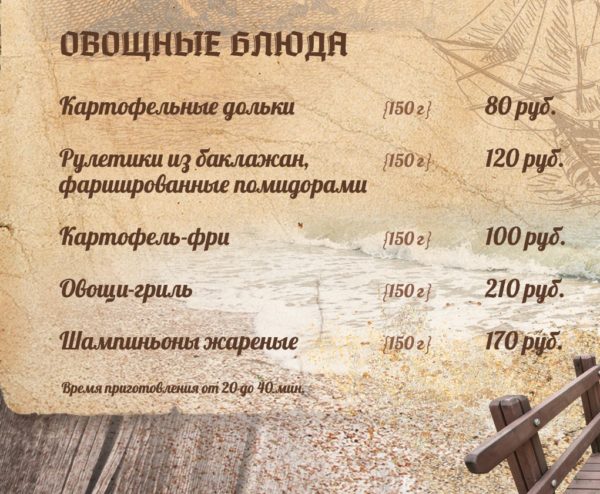 ОВОЩНЫЕ БЛЮДА
Картофельные дольки {150 г} 80 руб.
Рулетики из баклажан, {150 г} 120 руб.
фаршированные помидорами
Картофель-фри {150 г} 100 руб.
Овощи-гриль {150 г} 210 руб.
Шампиньоны жареные {150 г} 170 руб.
Время приготовления от 20 до 40 мин.